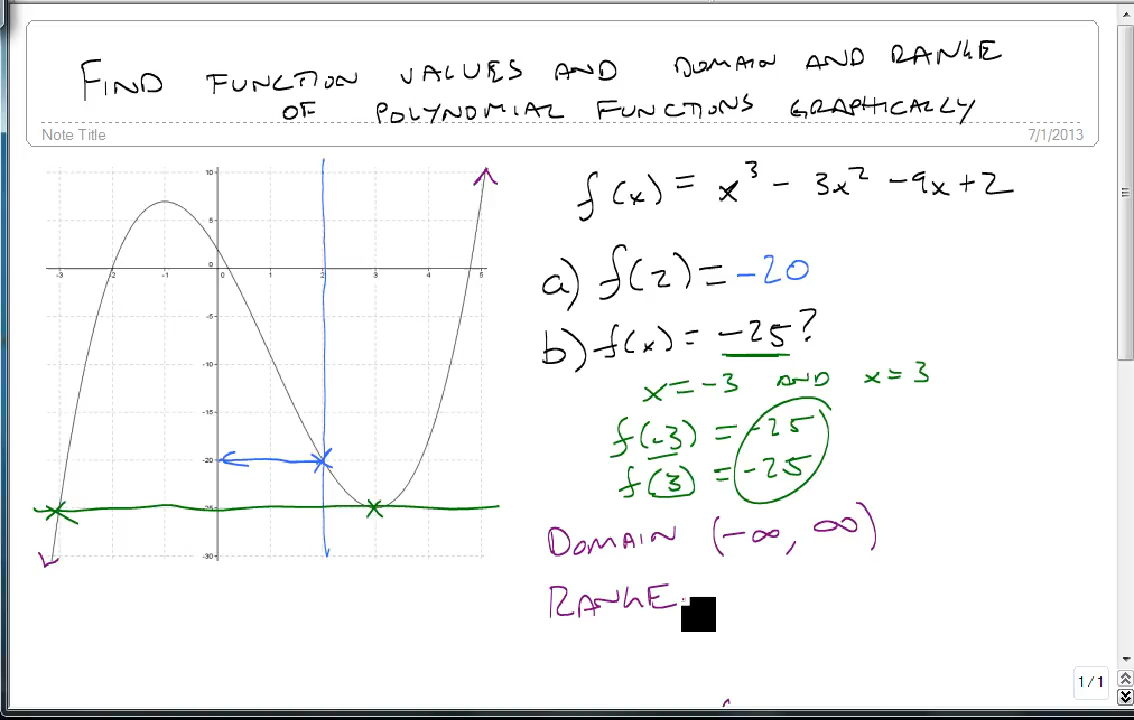 FIND FUNCTION VALUES AND DOMAIN AND RANGE
OF POLYNOMIAL FUNCTIONS GRAPHICALLY
Note Title
7/1/2013
f(x) = x³ - 3x² - 9x + 2
a) f(2) = -20
b) f(x) = -25?
x = -3 AND x = 3
f(-3) = -25
f(3) = -25
DOMAIN (-∞, ∞)
RANGE
10
5
0
-3 -2 -1 0 1 2 3 4 5
-5
-10
-15
-20
-25
-30
1/1